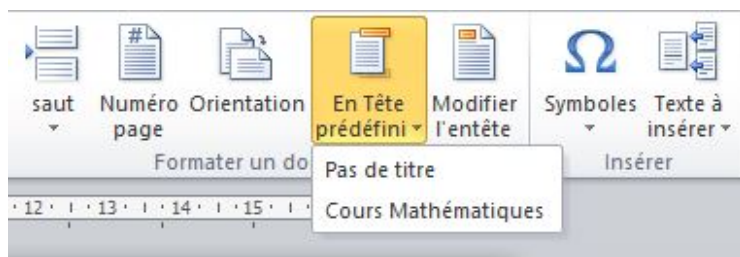 saut
Numéro page
Orientation
En Tête prédéfini
Modifier l'entête
Symboles
Texte à insérer
Formater un do
Insérer
Pas de titre
Cours Mathématiques
12 13 14 15